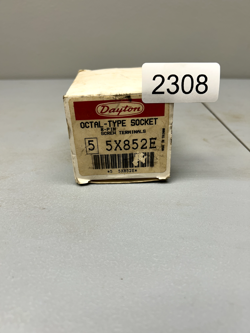 2308
Dayton
OCTAL-TYPE SOCKET
8-PIN
SCREW TERMINALS
5 5X852E